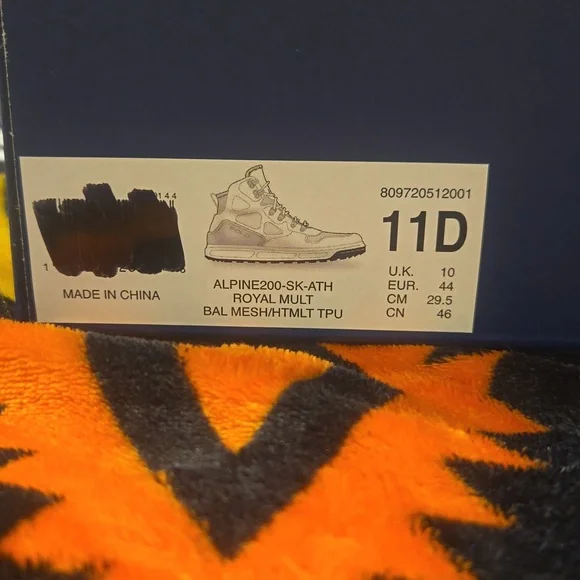 MADE IN CHINA
ALPINE200-SK-ATH
ROYAL MULT
BAL MESH/HTMLT TPU
809720512001
11D
U.K. 10
EUR. 44
CM 29.5
CN 46